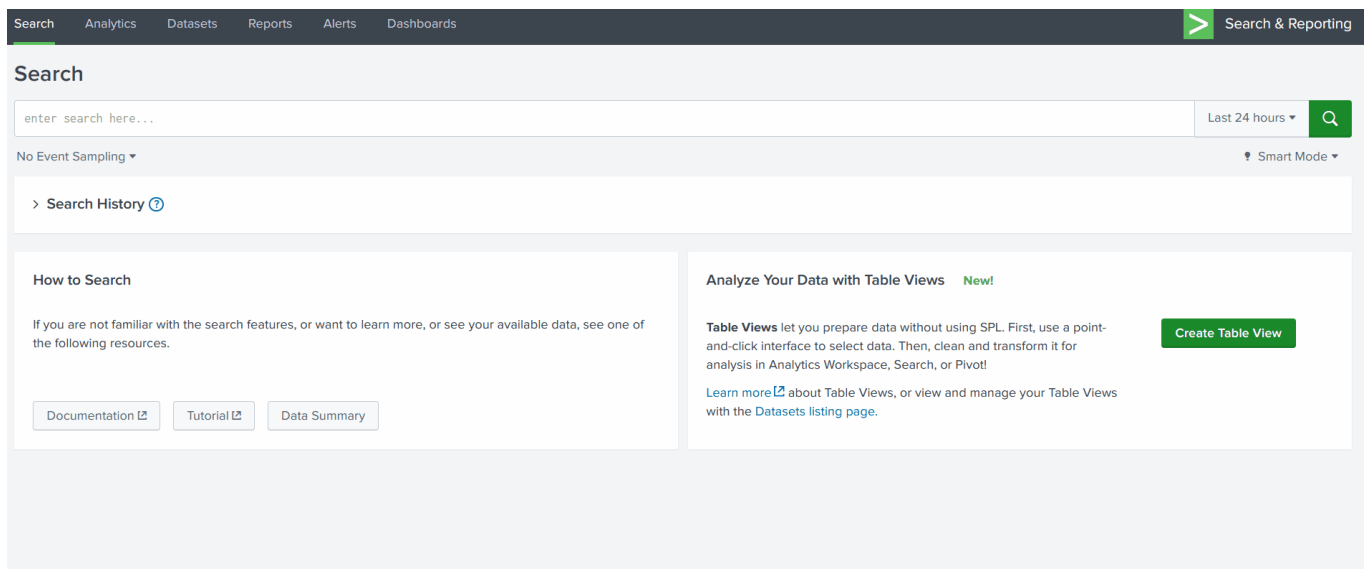 Search Analytics Datasets Reports Alerts Dashboards Search & Reporting
Search
enter search here... Last 24 hours
No Event Sampling Smart Mode
Search History ?
How to Search
If you are not familiar with the search features, or want to learn more, or see your available data, see one of
the following resources.
Documentation Tutorial Data Summary
Analyze Your Data with Table Views New!
Table Views let you prepare data without using SPL. First, use a point-
and-click interface to select data. Then, clean and transform it for
analysis in Analytics Workspace, Search, or Pivot!
Create Table View
Learn more about Table Views, or view and manage your Table Views
with the Datasets listing page.